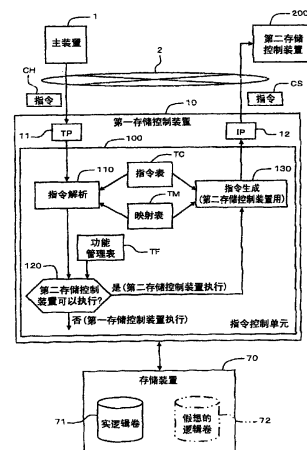 1
主装置
200
第二存储
控制装置
CH
指令
2
CS
指令
10
第一存储控制装置
11
TP
IP
12
100
110
指令解析
TC
指令表
TM
映射表
130
指令生成
(第二存储控制装置用)
功能
管理表
TF
120
第二存储控制
装置可以执行?
是(第二存储控制装置执行)
否(第一存储控制装置执行)
指令控制单元
70
存储装置
71
实逻辑卷
假想的
逻辑卷
72